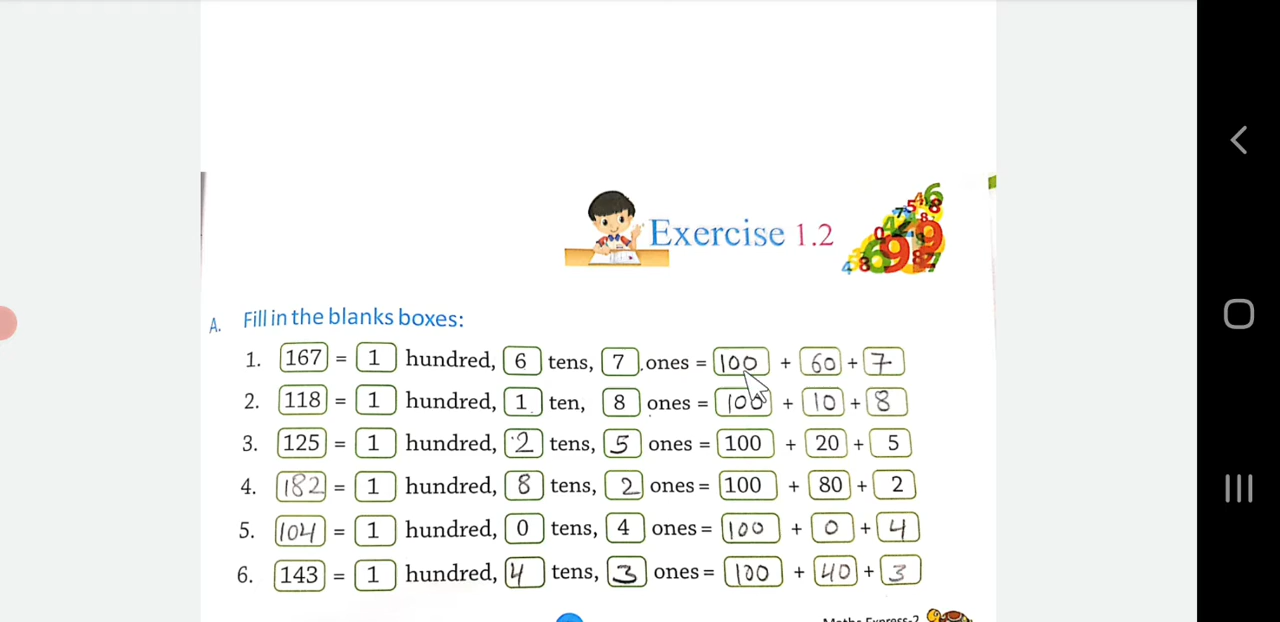 Exercise 1.2
A. Fill in the blanks boxes:
1. 167 = 1 hundred, 6 tens, 7 ones = 100 + 60 + 7
2. 118 = 1 hundred, 1 ten, 8 ones = 100 + 10 + 8
3. 125 = 1 hundred, 2 tens, 5 ones = 100 + 20 + 5
4. 182 = 1 hundred, 8 tens, 2 ones = 100 + 80 + 2
5. 104 = 1 hundred, 0 tens, 4 ones = 100 + 0 + 4
6. 143 = 1 hundred, 4 tens, 3 ones = 100 + 40 + 3
Maths Express-2